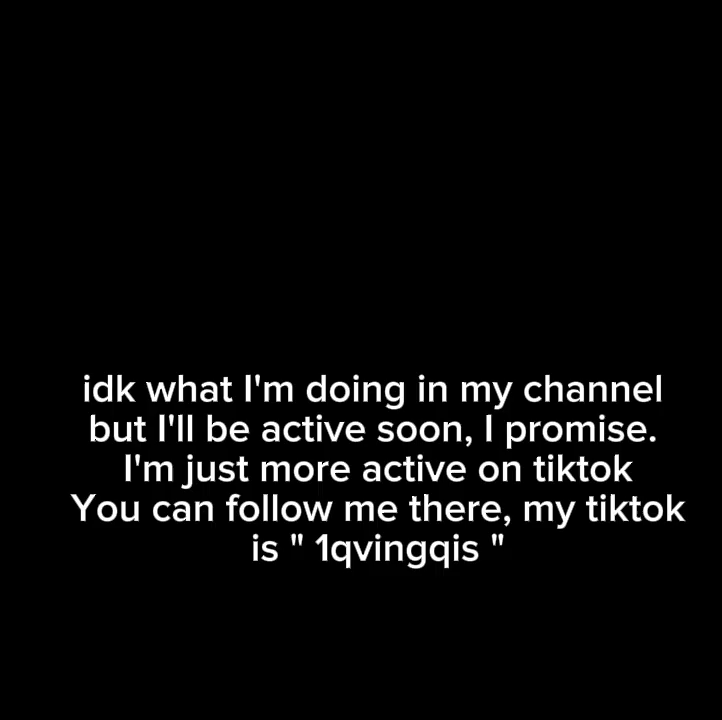 idk what I'm doing in my channel
but I'll be active soon, I promise.
I'm just more active on tiktok
You can follow me there, my tiktok
is " 1qvingqis "